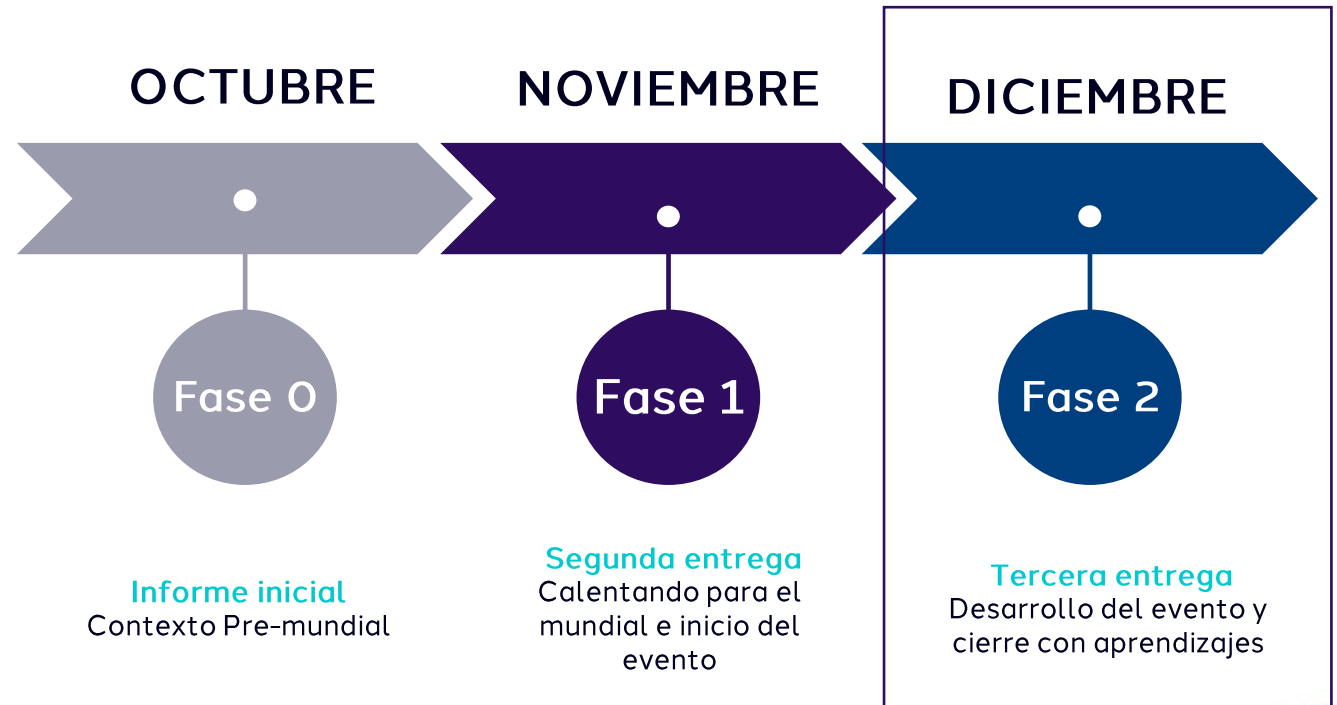 OCTUBRE
NOVIEMBRE
DICIEMBRE
Fase 0
Fase 1
Fase 2
Informe inicial
Contexto Pre-mundial
Segunda entrega
Calentando para el
mundial e inicio del
evento
Tercera entrega
Desarrollo del evento y
cierre con aprendizajes